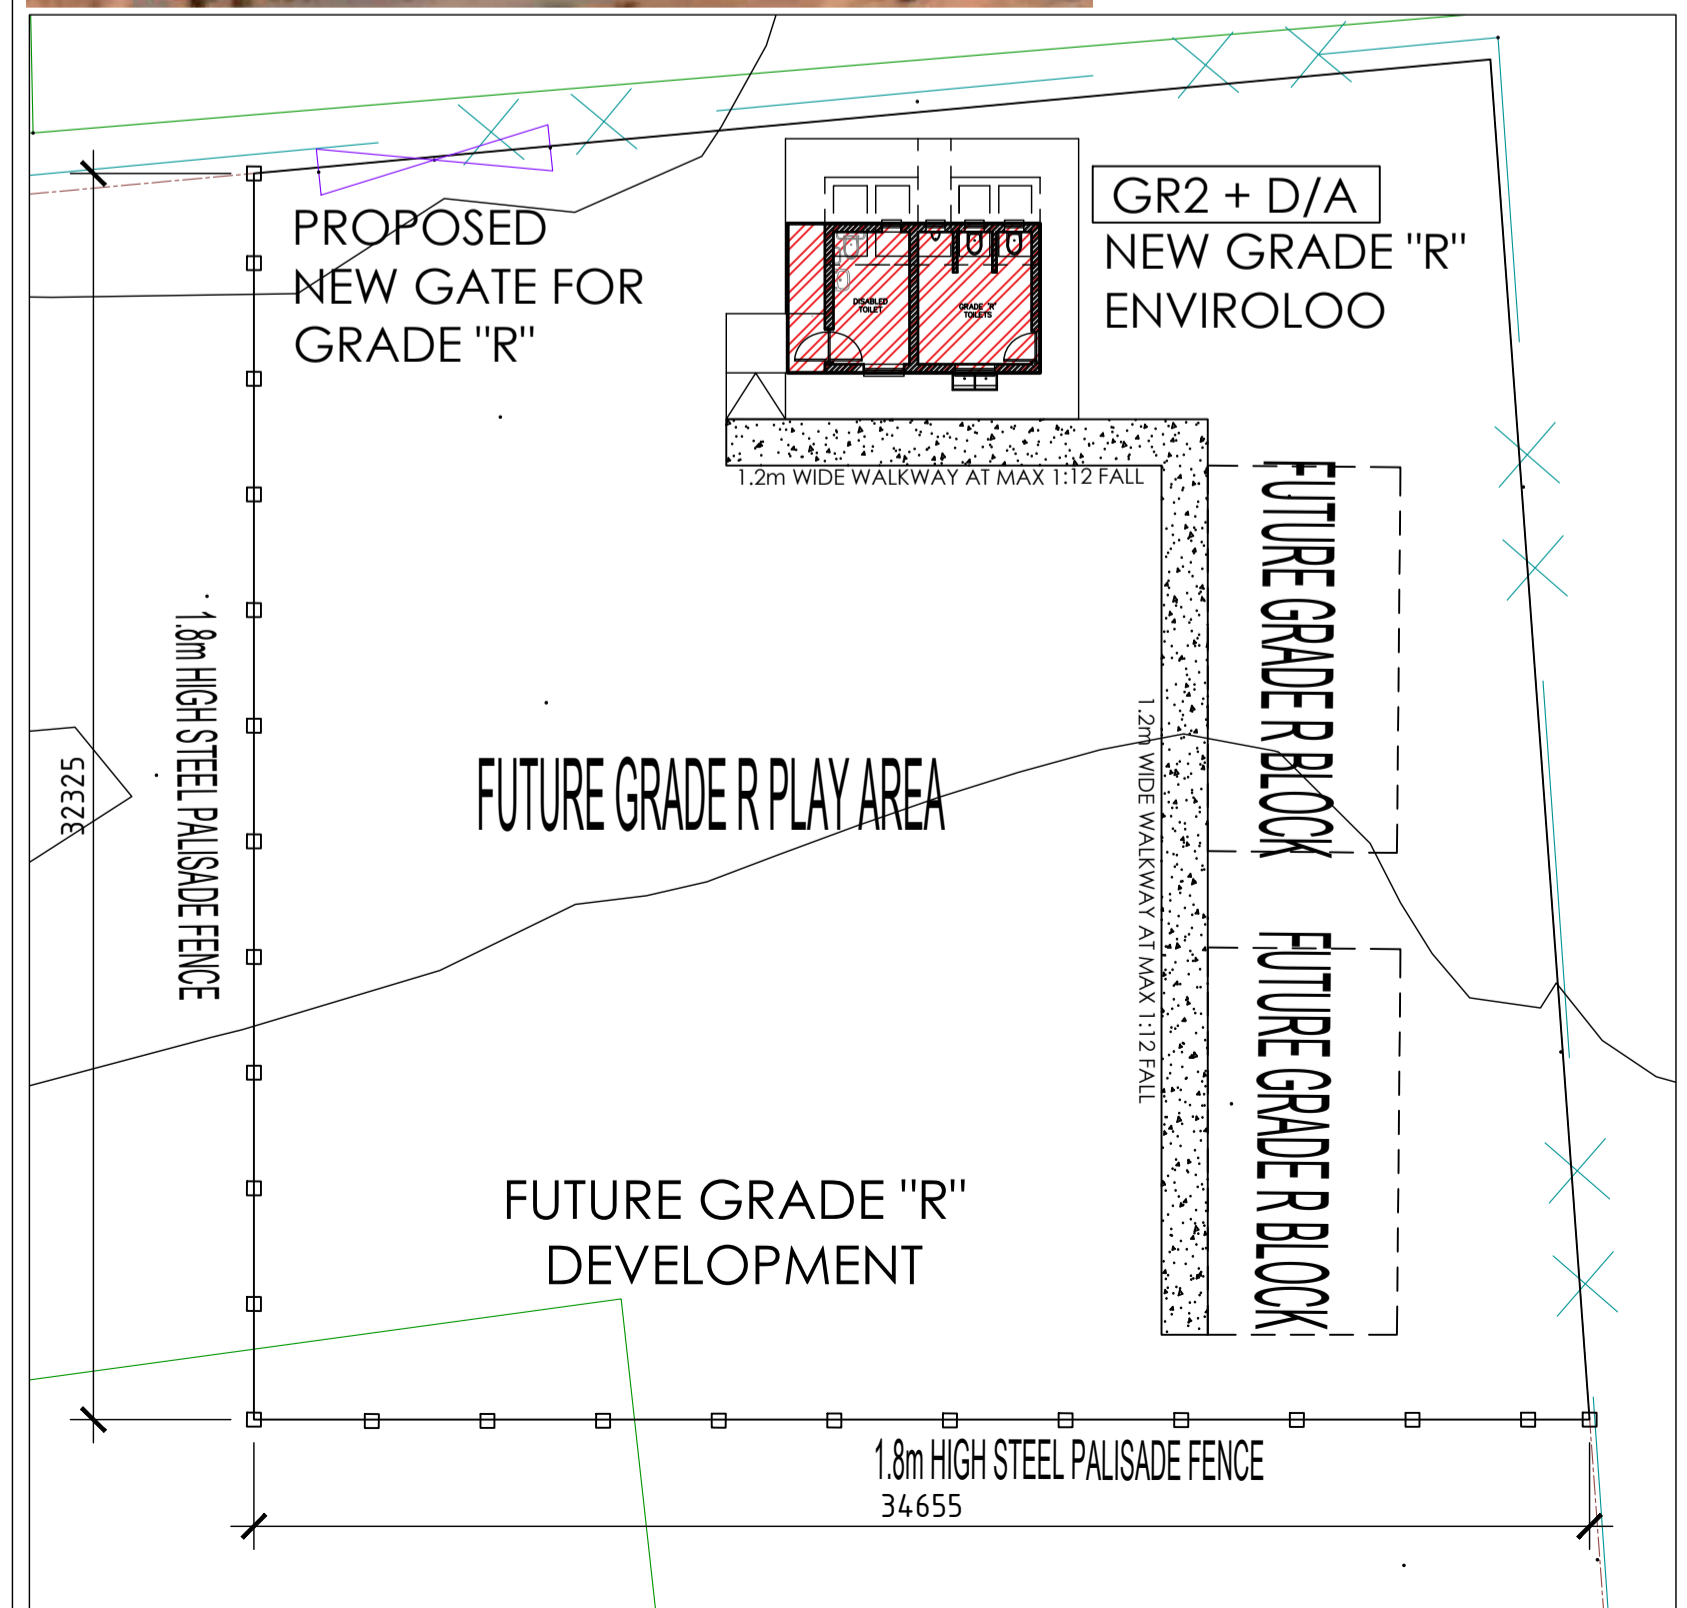 PROPOSED
NEW GATE FOR
GRADE "R"
GR2 + D/A
NEW GRADE "R"
ENVIROLOO
DISABLED
TOILET
GRADE 'R'
TOILETS
1.2m WIDE WALKWAY AT MAX 1:12 FALL
FUTURE GRADE R BLOCK
1.8m HIGH STEEL PALISADE FENCE
32325
FUTURE GRADE R PLAY AREA
1.2m WIDE WALKWAY AT MAX 1:12 FALL
FUTURE GRADE R BLOCK
FUTURE GRADE "R"
DEVELOPMENT
1.8m HIGH STEEL PALISADE FENCE
34655